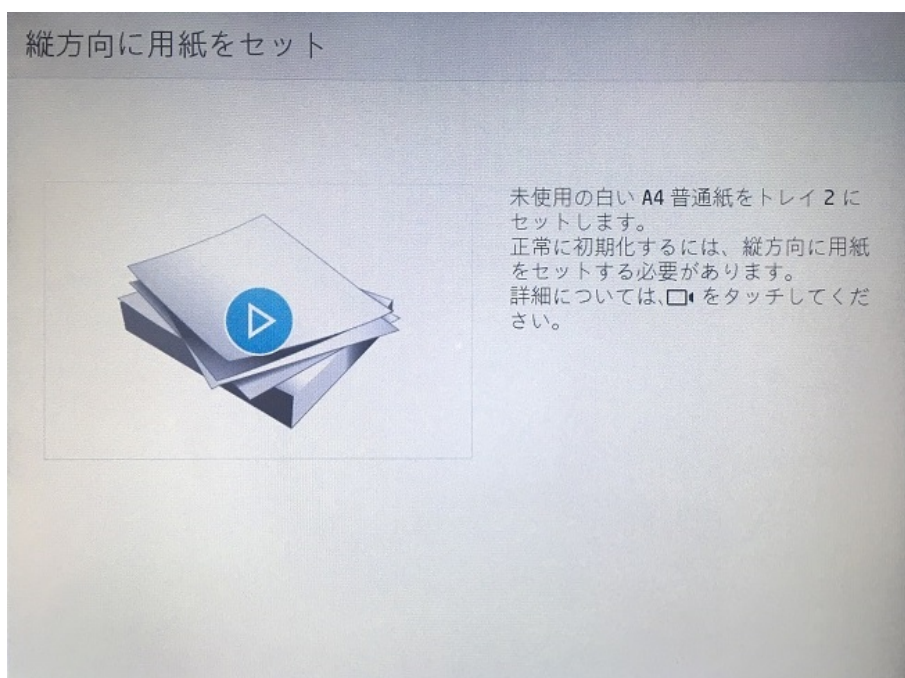 縦方向に用紙をセット
未使用の白い A4 普通紙をトレイ 2 に
セットします。
正常に初期化するには、縦方向に用紙
をセットする必要があります。
詳細については、をタッチしてくだ
さい。